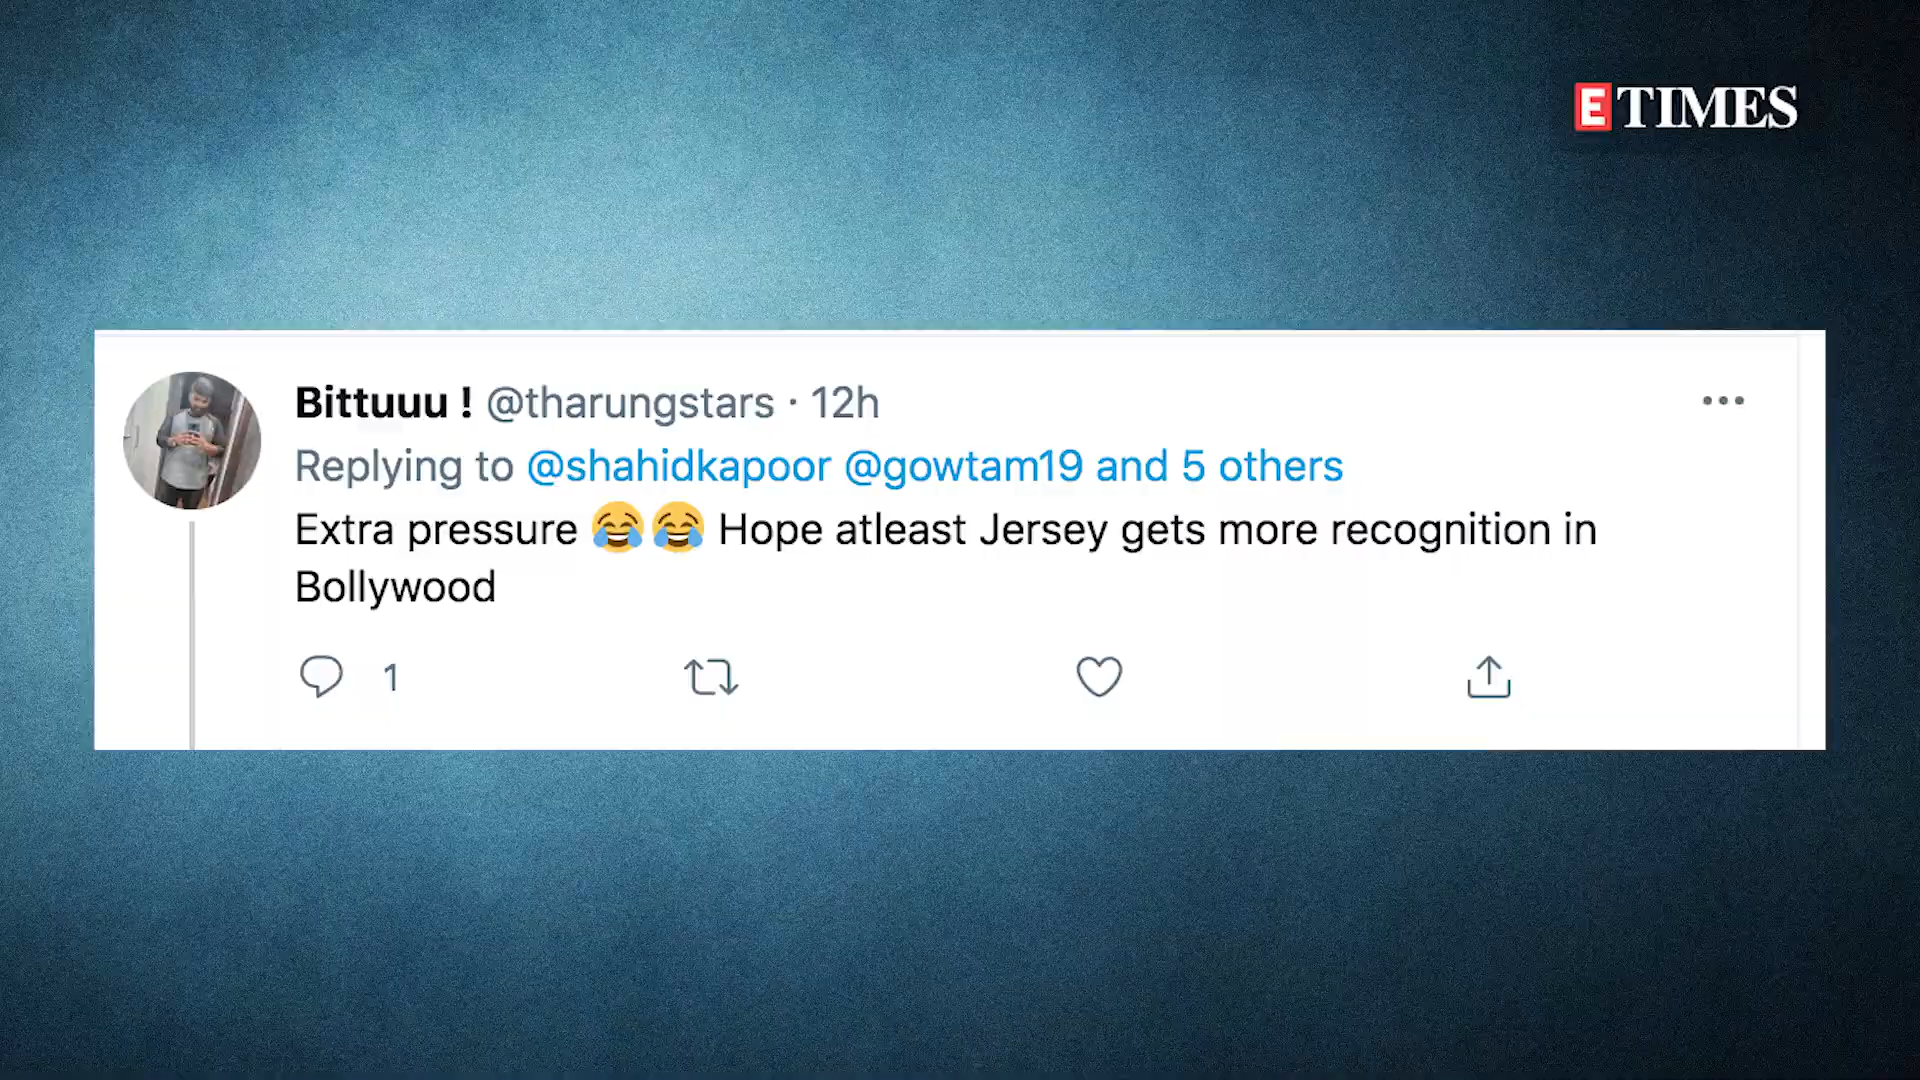 E TIMES
Bittuuu ! @tharungstars · 12h
Replying to @shahidkapoor @gowtam19 and 5 others
Extra pressure 😂😂 Hope atleast Jersey gets more recognition in
Bollywood
1